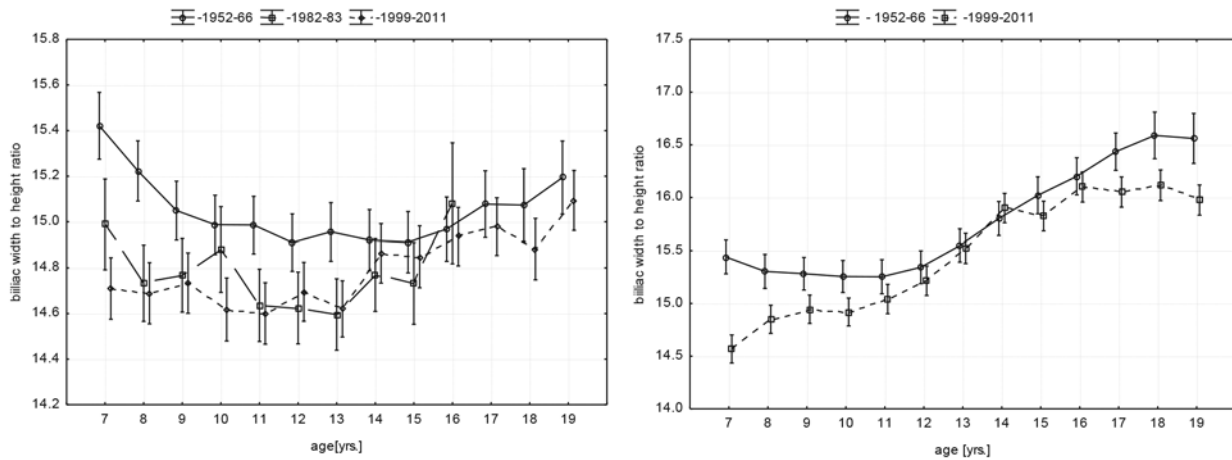 -1952-66 -1982-83 -1999-2011
15.8
15.6
15.4
15.2
15.0
14.8
14.6
14.4
14.2
biiliac width to height ratio
7 8 9 10 11 12 13 14 15 16 17 18 19
age[yrs.]
- 1952-66 -1999-2011
17.5
17.0
16.5
16.0
15.5
15.0
14.5
14.0
biiliac width to height ratio
7 8 9 10 11 12 13 14 15 16 17 18 19
age [yrs.]